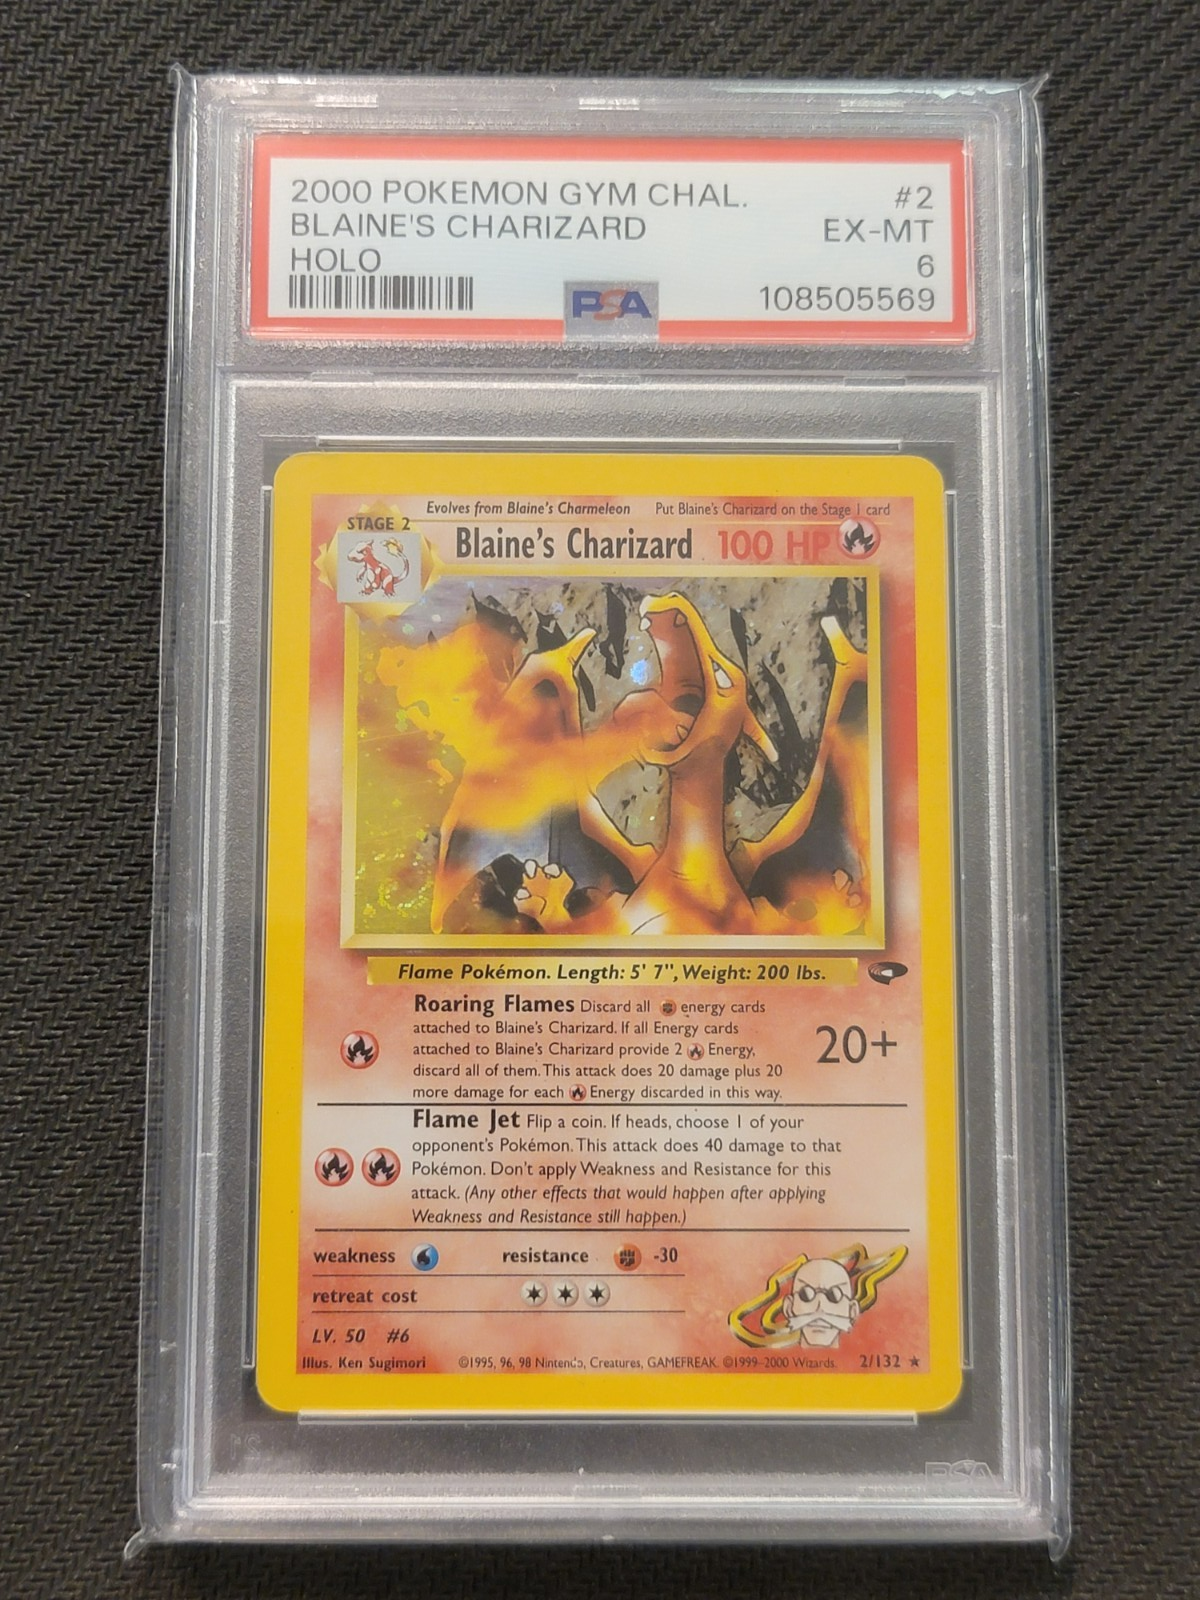 2000 POKEMON GYM CHAL. #2
BLAINE'S CHARIZARD EX-MT
HOLO 6
PSA 108505569
Evolves from Blaine's Charmeleon Put Blaine's Charizard on the Stage 1 card
STAGE 2
Blaine's Charizard 100 HP
Flame Pokémon. Length: 5' 7", Weight: 200 lbs.
Roaring Flames Discard all energy cards
attached to Blaine's Charizard. If all Energy cards
attached to Blaine's Charizard provide 2 Energy,
discard all of them. This attack does 20 damage plus 20
more damage for each Energy discarded in this way.
20+
Flame Jet Flip a coin. If heads, choose 1 of your
opponent's Pokémon. This attack does 40 damage to that
Pokémon. Don't apply Weakness and Resistance for this
attack. (Any other effects that would happen after applying
Weakness and Resistance still happen.)
weakness resistance -30
retreat cost
LV. 50 #6
Illus. Ken Sugimori ©1995, 96, 98 Nintendo, Creatures, GAMEFREAK. ©1999-2000 Wizards. 2/132 ★
PSA